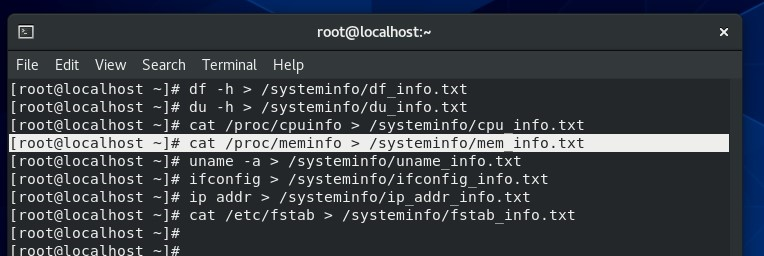 root@localhost:~
File Edit View Search Terminal Help
[root@localhost ~]# df -h > /systeminfo/df_info.txt
[root@localhost ~]# du -h > /systeminfo/du_info.txt
[root@localhost ~]# cat /proc/cpuinfo > /systeminfo/cpu_info.txt
[root@localhost ~]# cat /proc/meminfo > /systeminfo/mem_info.txt
[root@localhost ~]# uname -a > /systeminfo/uname_info.txt
[root@localhost ~]# ifconfig > /systeminfo/ifconfig_info.txt
[root@localhost ~]# ip addr > /systeminfo/ip_addr_info.txt
[root@localhost ~]# cat /etc/fstab > /systeminfo/fstab_info.txt
[root@localhost ~]#
[root@localhost ~]#